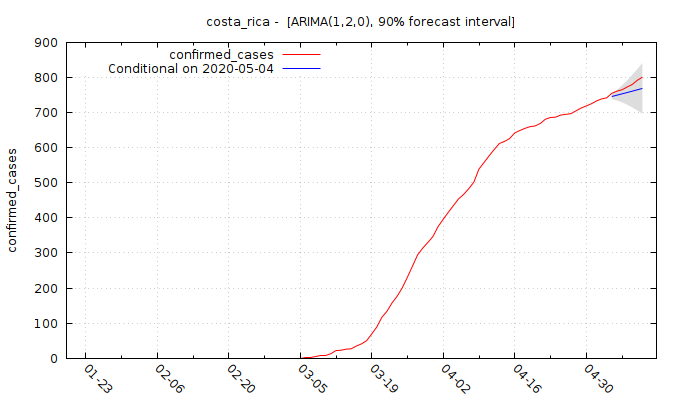 costa_rica - [ARIMA(1,2,0), 90% forecast interval]
confirmed_cases
Conditional on 2020-05-04
confirmed_cases
900
800
700
600
500
400
300
200
100
0
01-23 02-06 02-20 03-05 03-19 04-02 04-16 04-30